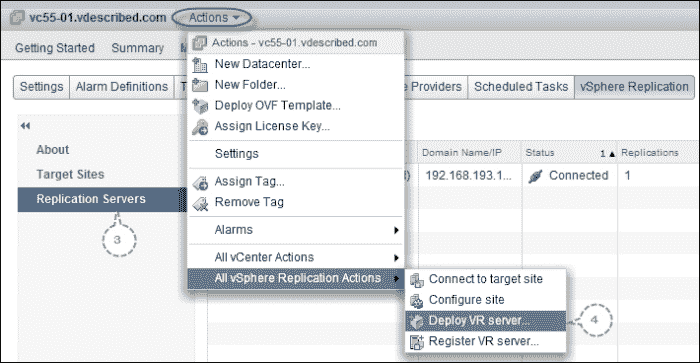 vc55-01.vdescribed.com Actions
Getting Started Summary M
Actions - vc55-01.vdescribed.com
New Datacenter...
New Folder...
Deploy OVF Template...
Assign License Key...
Settings
Assign Tag...
Remove Tag
Alarms
All vCenter Actions
All vSphere Replication Actions
Settings Alarm Definitions T e Providers Scheduled Tasks vSphere Replication
About
Target Sites
Replication Servers
3
Domain Name/IP Status 1 Replications
) 192.168.193.1... Connected 1
Connect to target site
Configure site
Deploy VR server...
4
Register VR server...